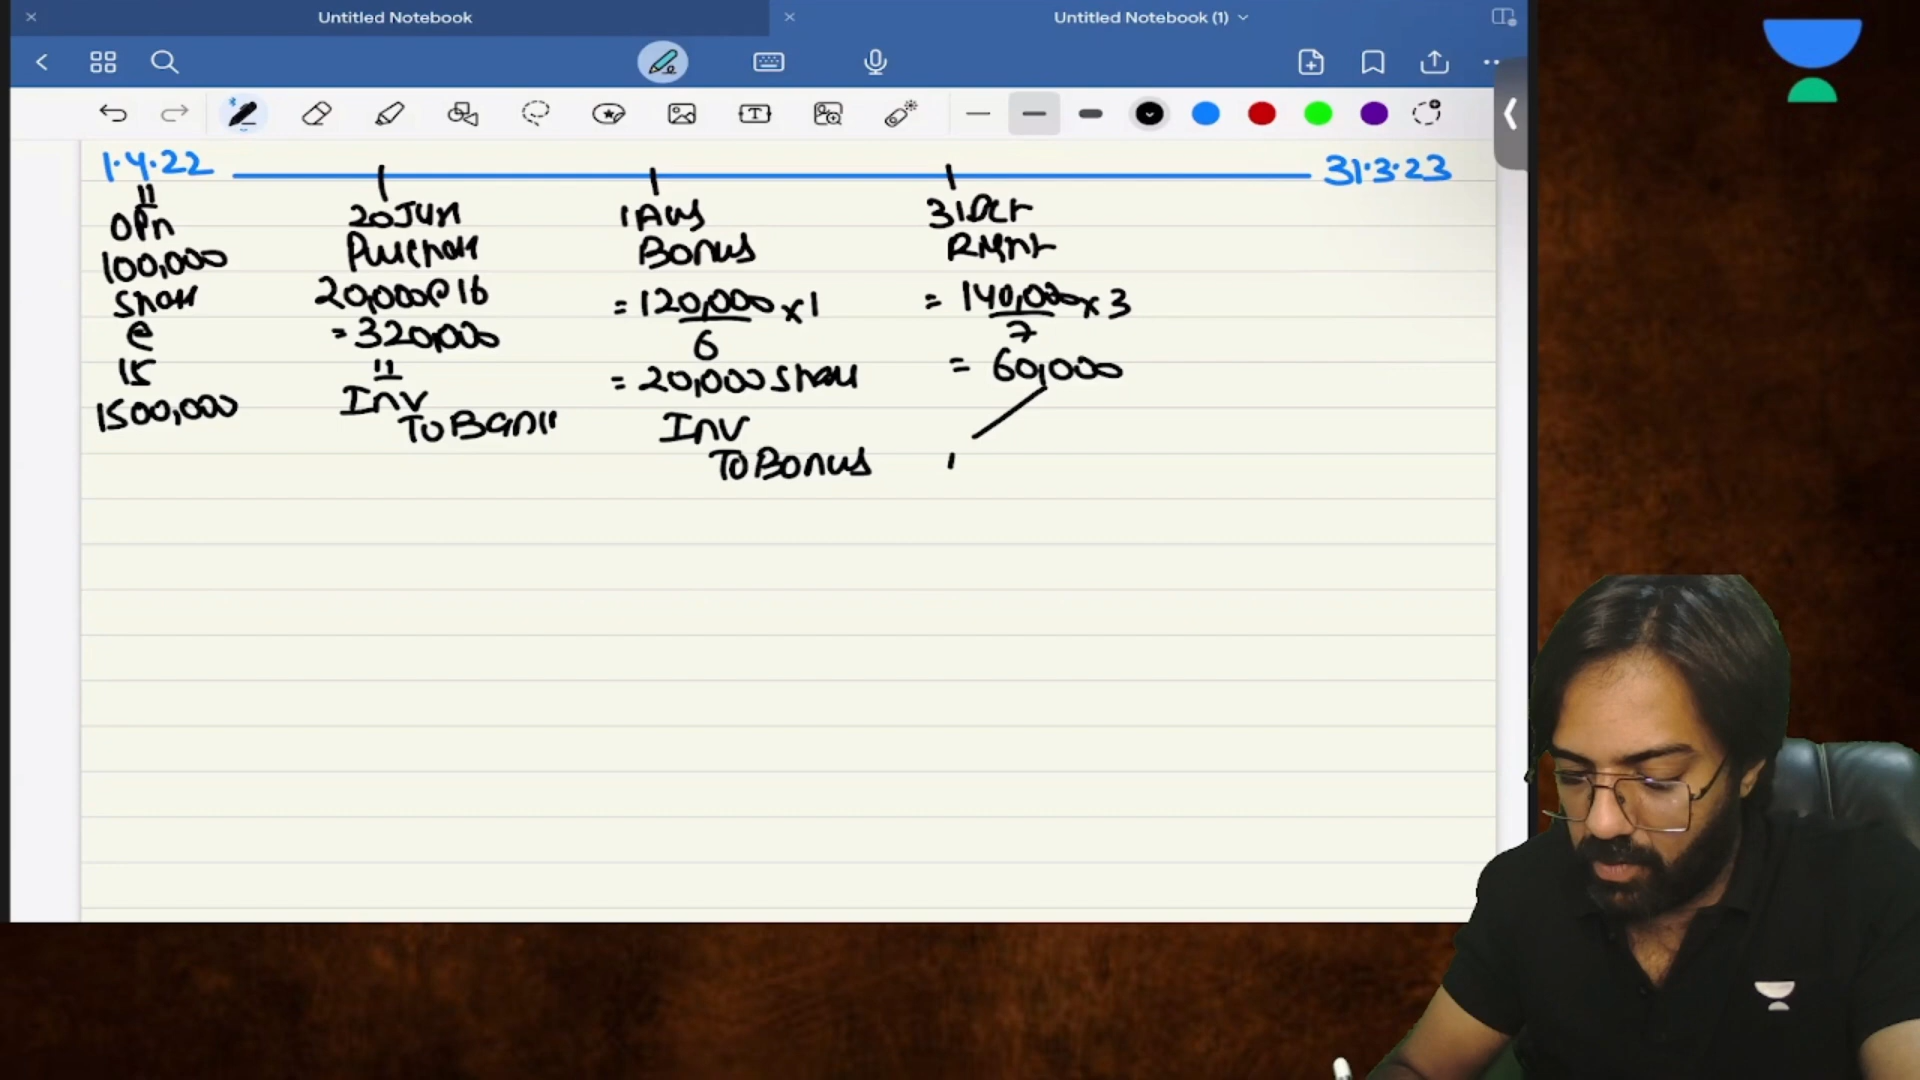 Untitled Notebook
Untitled Notebook (1)
1.4.22
31.3.23
OPn
100,000
Share
@
15
1500,000
20 Jun
Purchase
20,000 @ 16
= 320,000
Inv
To Bank
1 Aug
Bonus
= 120,000 x 1
6
= 20,000 Share
Inv
To Bonus
31 Oct
Right
= 140,000 x 3
7
= 60,000